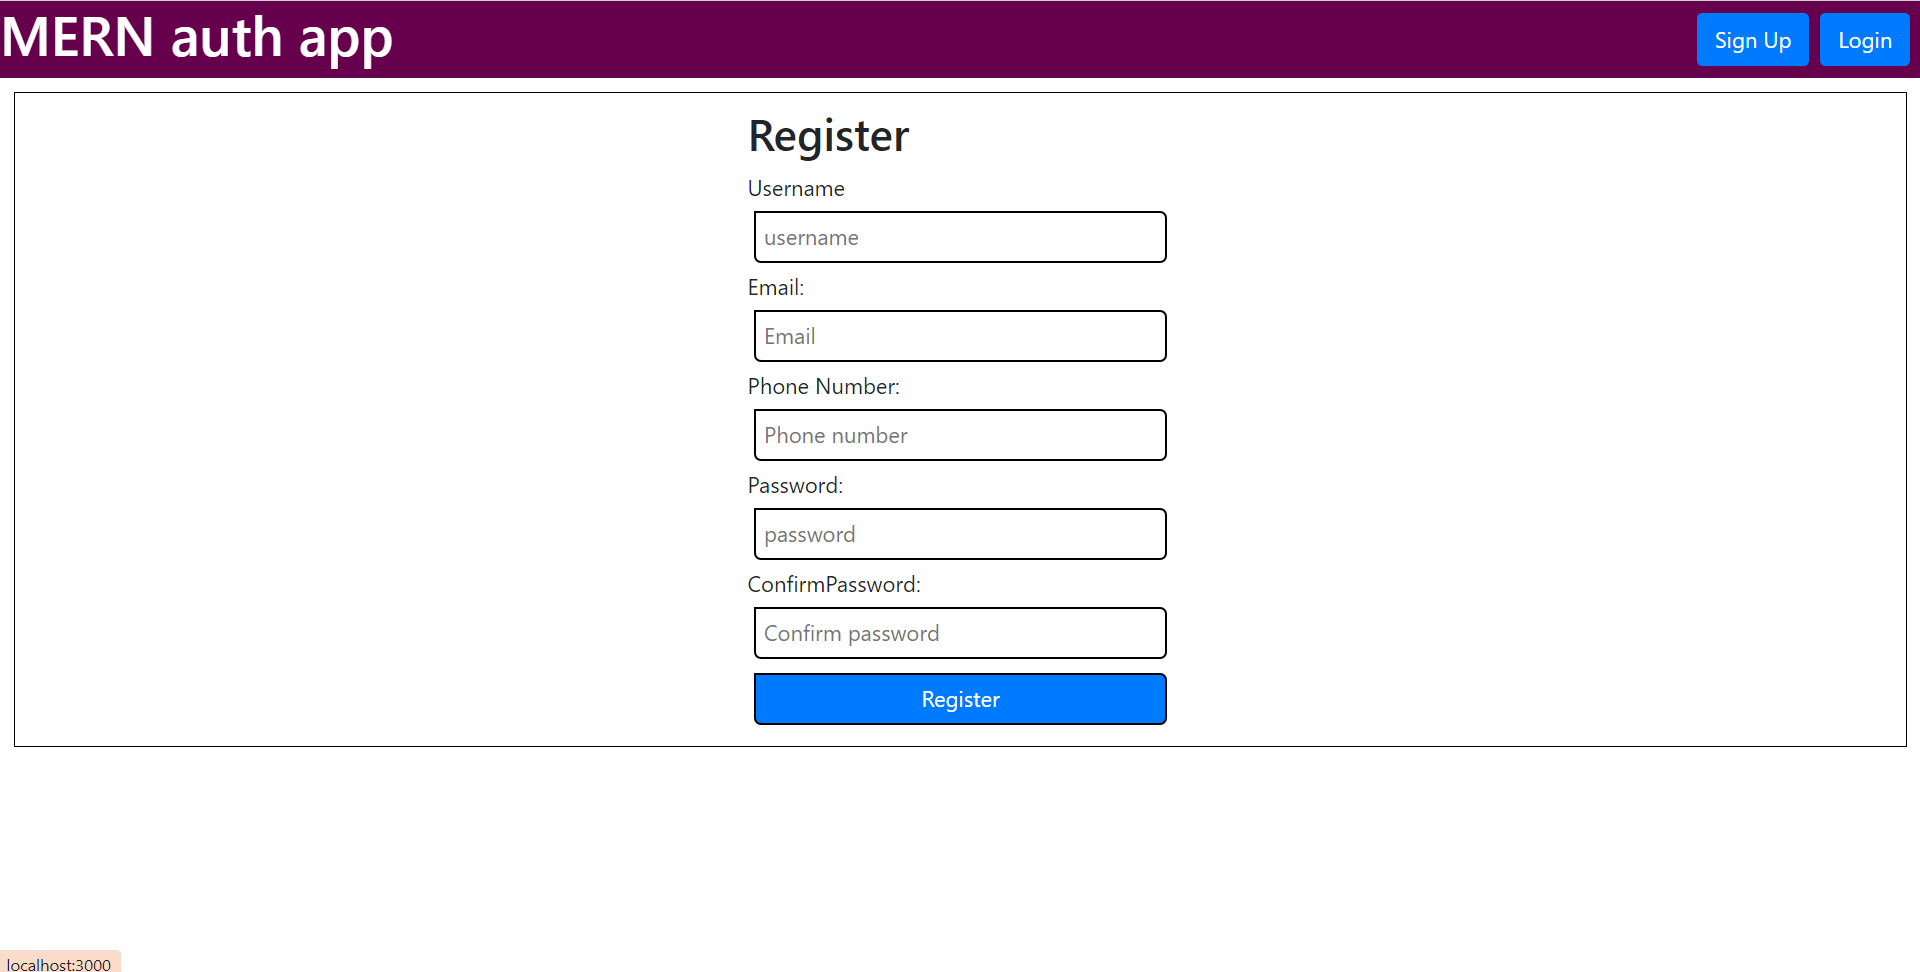 MERN auth app
Sign Up
Login
Register
Username
username
Email:
Email
Phone Number:
Phone number
Password:
password
ConfirmPassword:
Confirm password
Register
localhost:3000